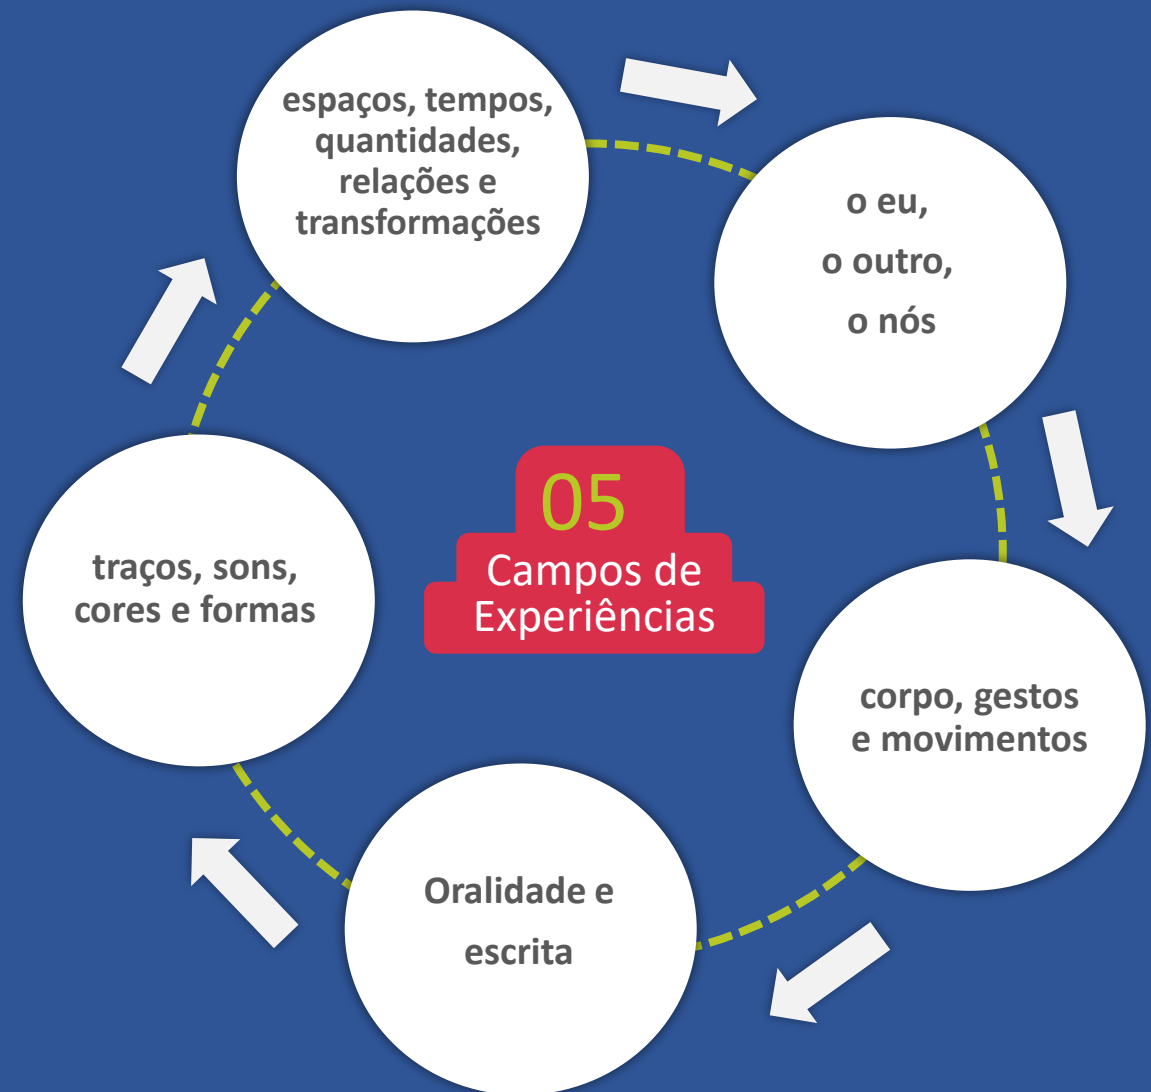 espaços, tempos,
quantidades,
relações e
transformações
o eu,
o outro,
o nós
05
Campos de
Experiências
traços, sons,
cores e formas
corpo, gestos
e movimentos
Oralidade e
escrita